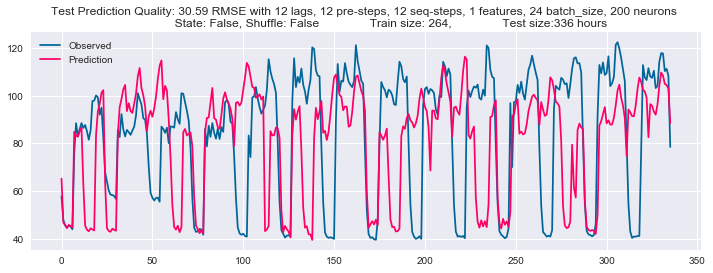 Test Prediction Quality: 30.59 RMSE with 12 lags, 12 pre-steps, 12 seq-steps, 1 features, 24 batch_size, 200 neurons
State: False, Shuffle: False Train size: 264, Test size:336 hours
Observed
Prediction
120
100
80
60
40
0 50 100 150 200 250 300 350